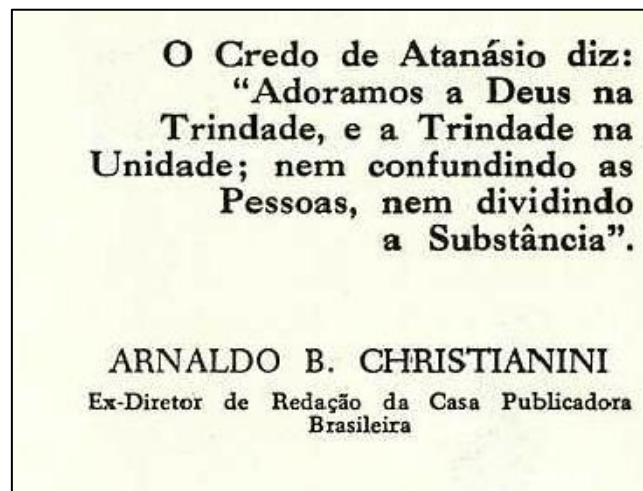 O Credo de Atanásio diz:
“Adoramos a Deus na
Trindade, e a Trindade na
Unidade; nem confundindo as
Pessoas, nem dividindo
a Substância”.
ARNALDO B. CHRISTIANINI
Ex-Diretor de Redação da Casa Publicadora
Brasileira